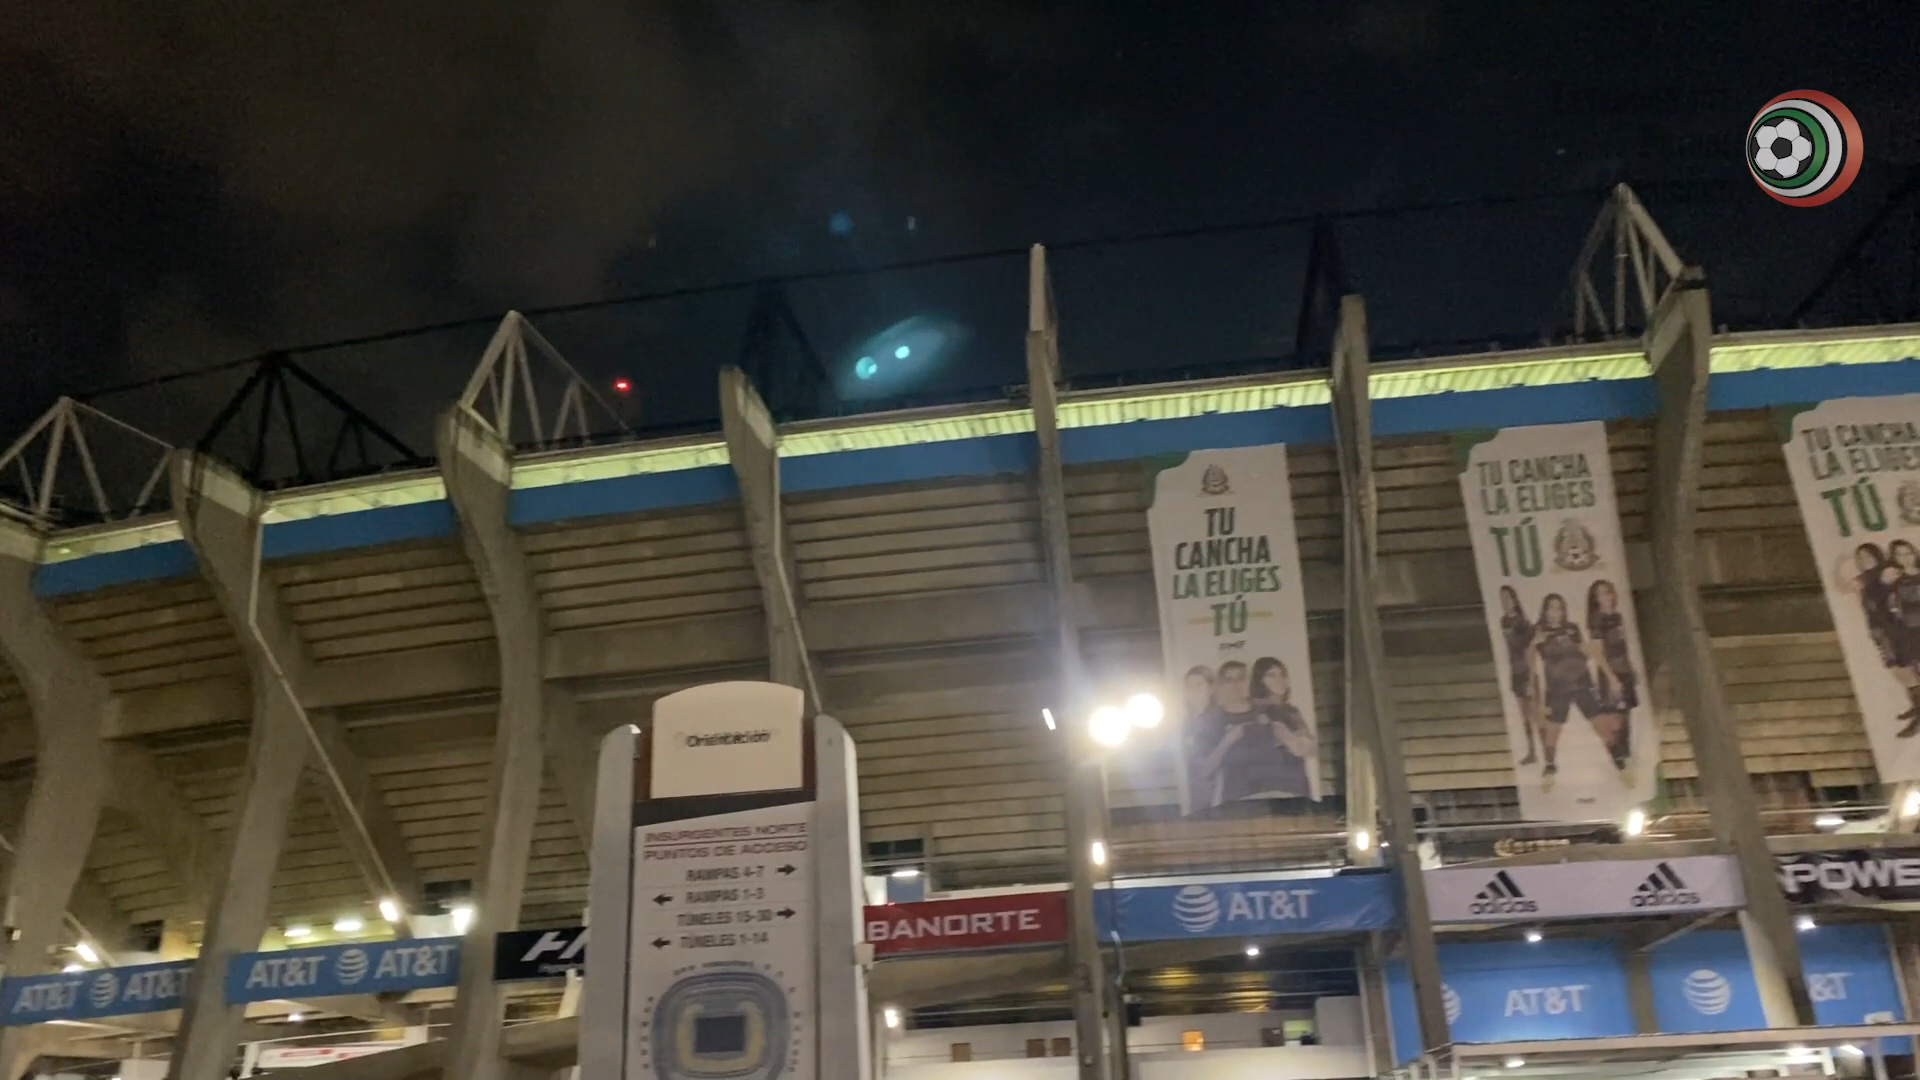 TU
CANCHA
LA ELIGES
TÚ
TU CANCHA
LA ELIGES
TÚ
TU CANCHA
LA ELIGES
TÚ
Orientación
INSURGENTES NORTE
PUNTOS DE ACCESO
RAMPAS 4-7 →
← RAMPAS 1-3
TÚNELES 15-30 →
← TÚNELES 1-14
Corona
AT&T AT&T
AT&T AT&T
BANORTE
AT&T
adidas adidas
POWE
AT&T
&T